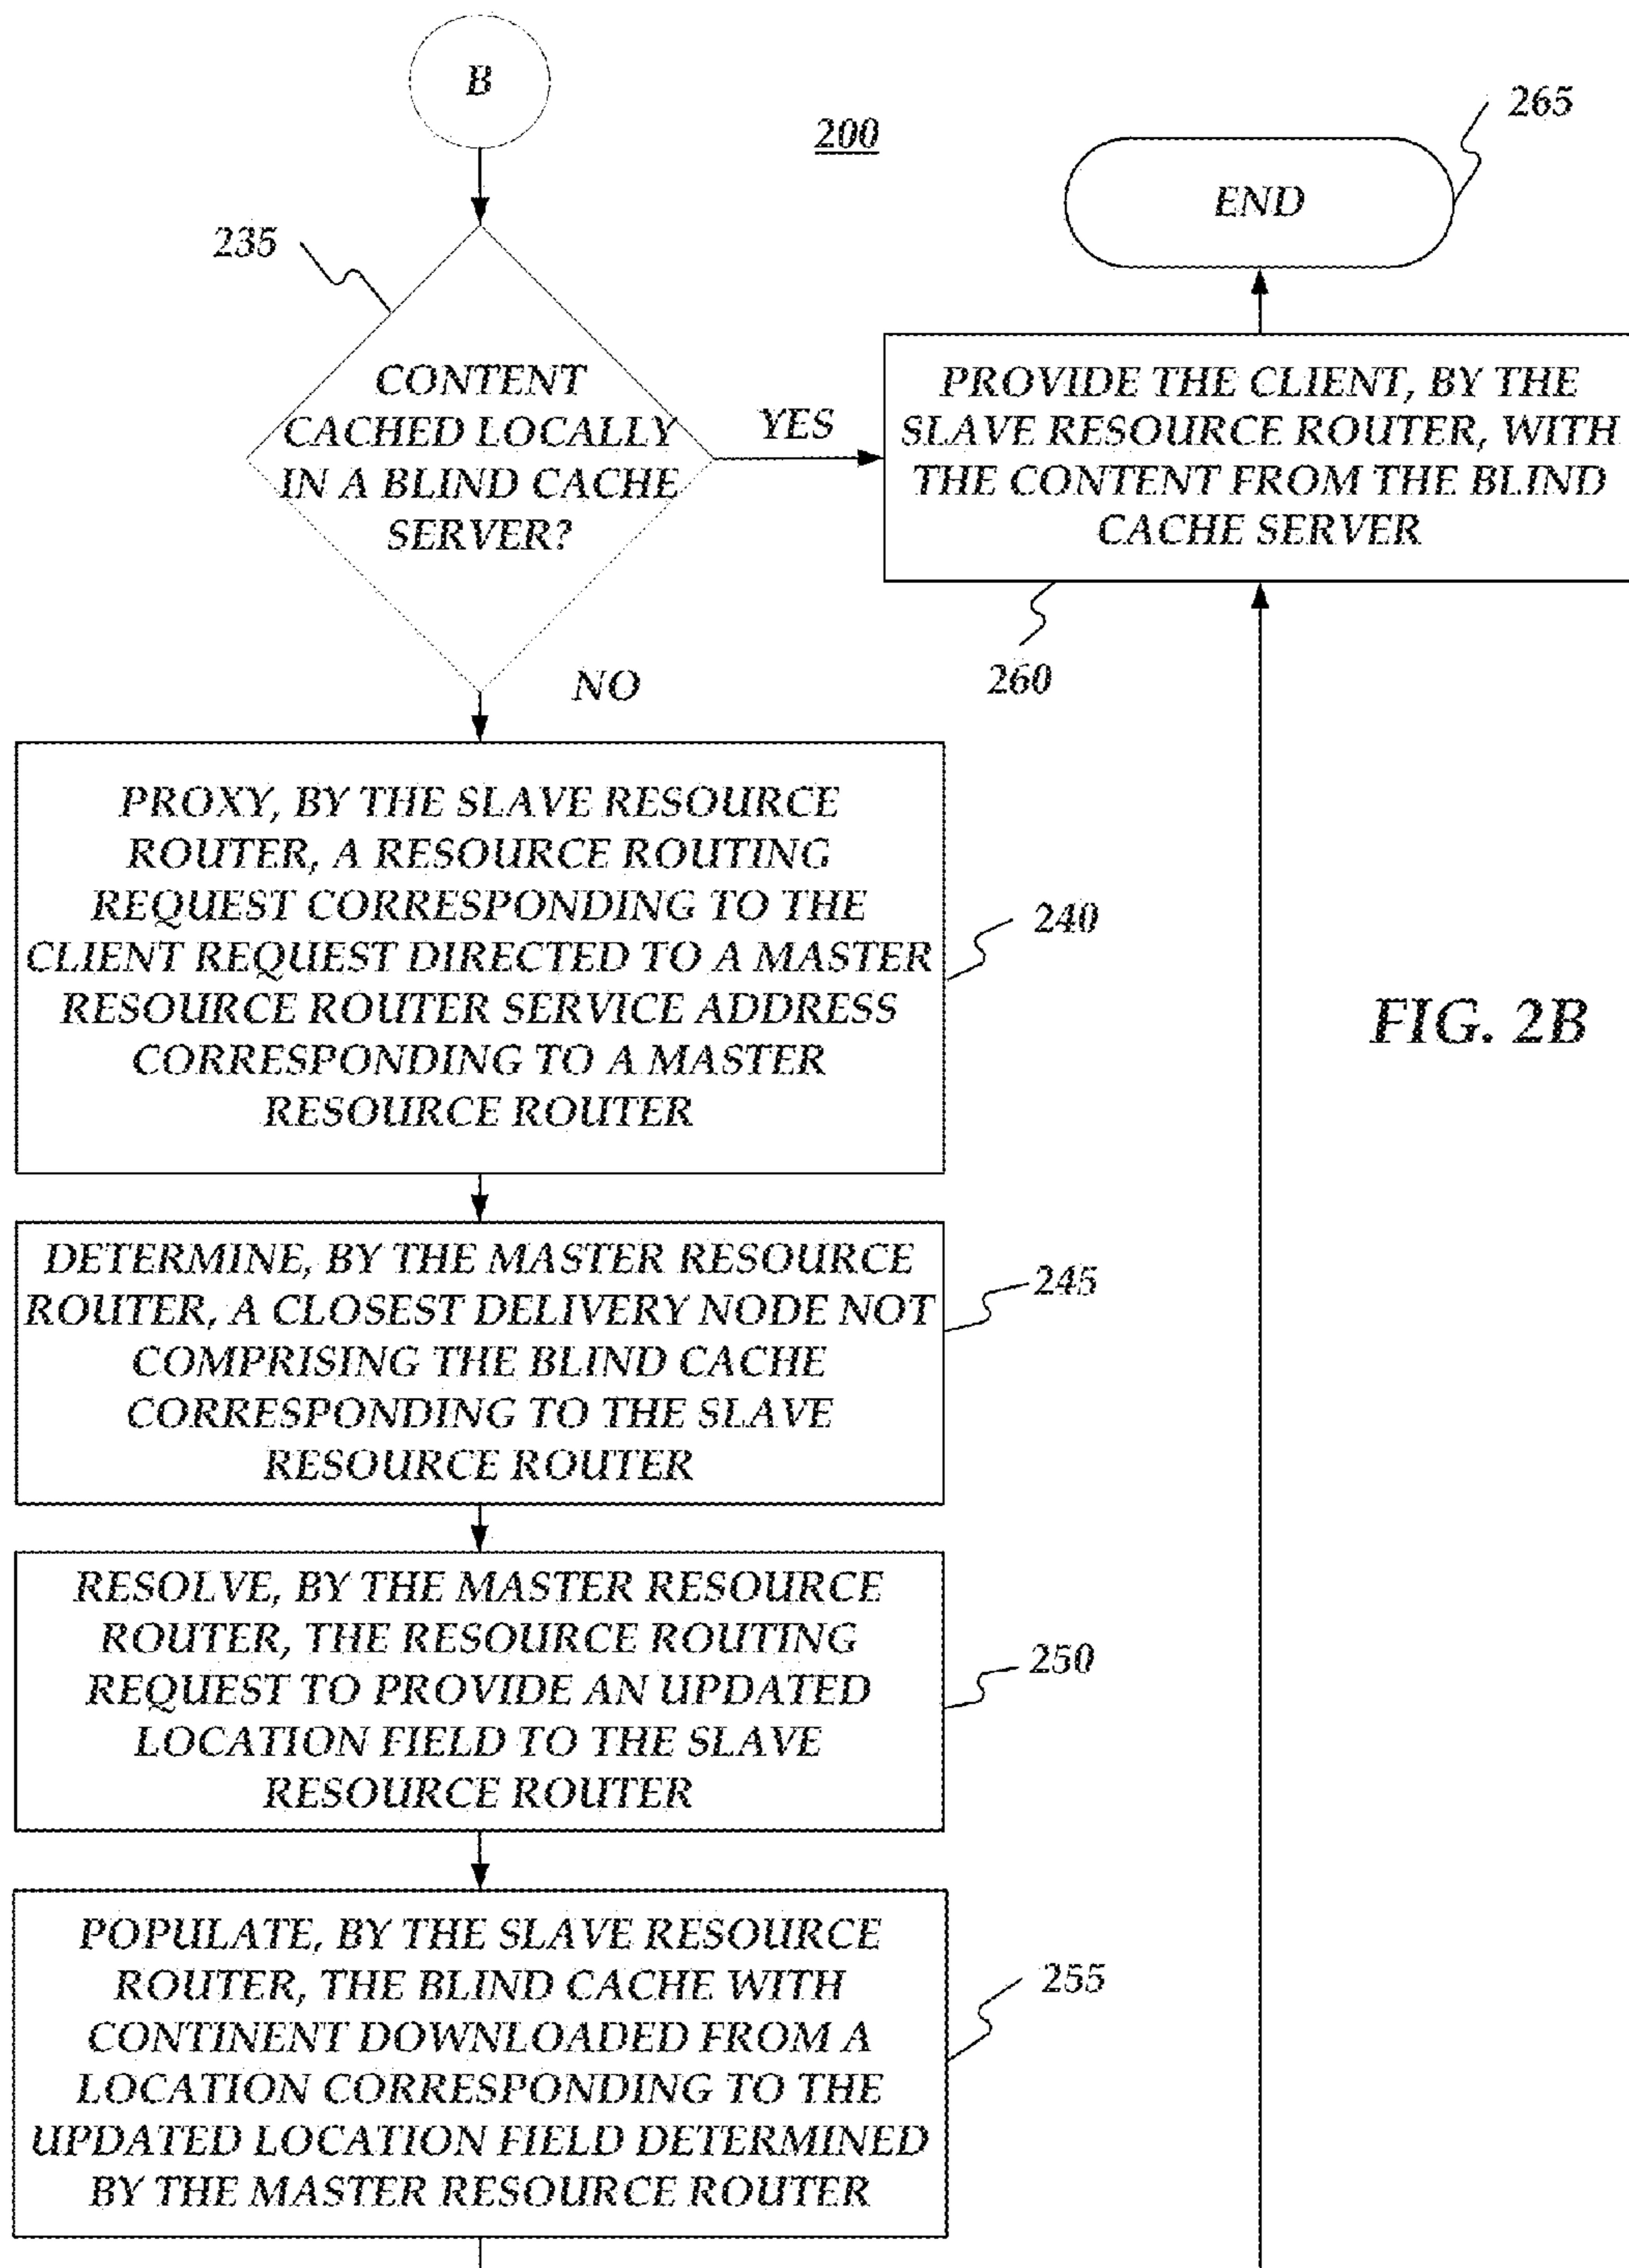 B
200
265
END
235
CONTENT
CACHED LOCALLY
IN A BLIND CACHE
SERVER?
YES
PROVIDE THE CLIENT, BY THE
SLAVE RESOURCE ROUTER, WITH
THE CONTENT FROM THE BLIND
CACHE SERVER
260
NO
PROXY, BY THE SLAVE RESOURCE
ROUTER, A RESOURCE ROUTING
REQUEST CORRESPONDING TO THE
CLIENT REQUEST DIRECTED TO A MASTER
RESOURCE ROUTER SERVICE ADDRESS
CORRESPONDING TO A MASTER
RESOURCE ROUTER
240
FIG. 2B
DETERMINE, BY THE MASTER RESOURCE
ROUTER, A CLOSEST DELIVERY NODE NOT
COMPRISING THE BLIND CACHE
CORRESPONDING TO THE SLAVE
RESOURCE ROUTER
245
RESOLVE, BY THE MASTER RESOURCE
ROUTER, THE RESOURCE ROUTING
REQUEST TO PROVIDE AN UPDATED
LOCATION FIELD TO THE SLAVE
RESOURCE ROUTER
250
POPULATE, BY THE SLAVE RESOURCE
ROUTER, THE BLIND CACHE WITH
CONTINENT DOWNLOADED FROM A
LOCATION CORRESPONDING TO THE
UPDATED LOCATION FIELD DETERMINED
BY THE MASTER RESOURCE ROUTER
255